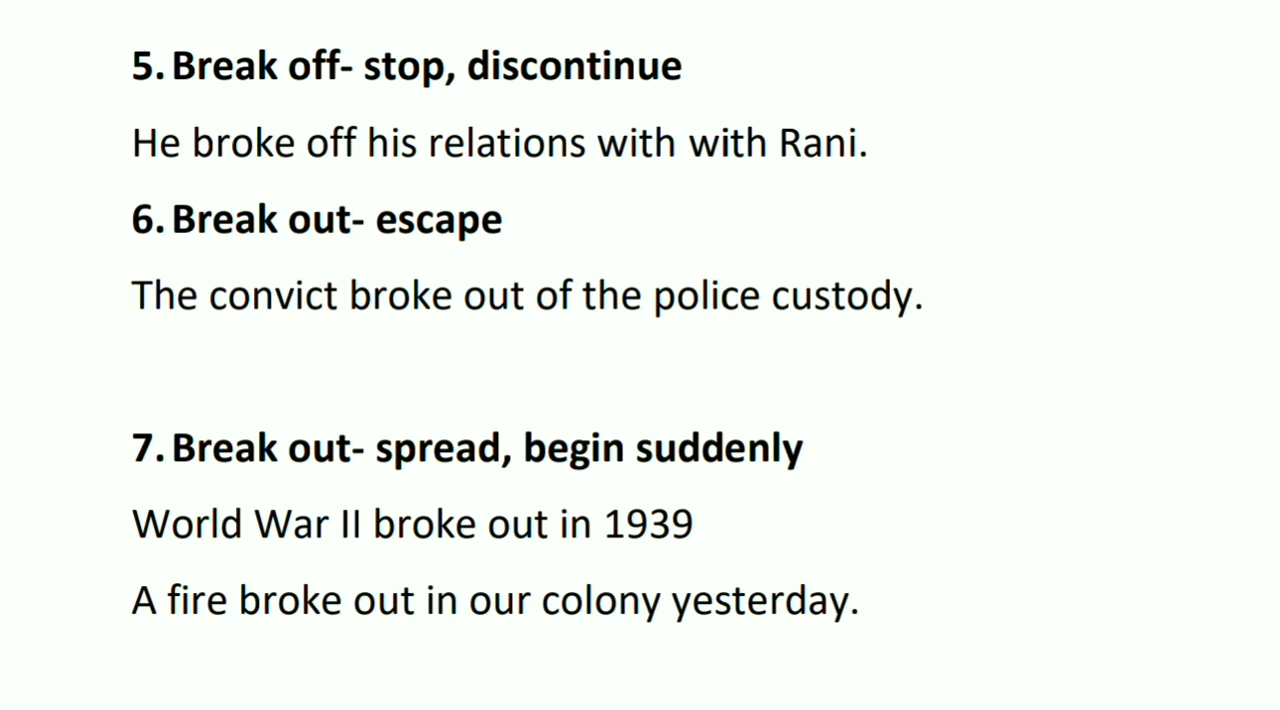 5. Break off- stop, discontinue
He broke off his relations with with Rani.
6. Break out- escape
The convict broke out of the police custody.
7. Break out- spread, begin suddenly
World War II broke out in 1939
A fire broke out in our colony yesterday.